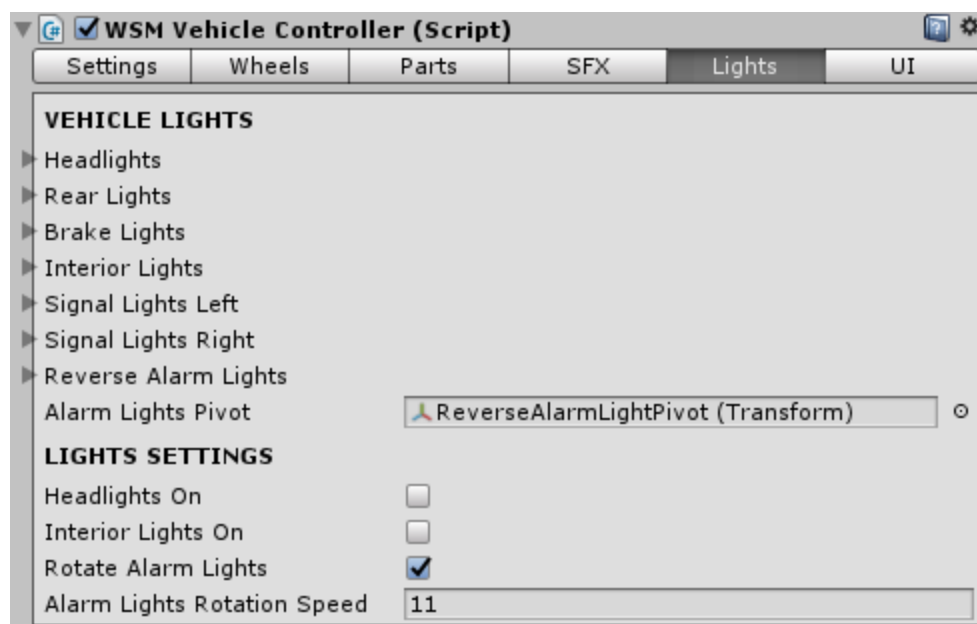 WSM Vehicle Controller (Script)
Settings Wheels Parts SFX Lights UI
VEHICLE LIGHTS
Headlights
Rear Lights
Brake Lights
Interior Lights
Signal Lights Left
Signal Lights Right
Reverse Alarm Lights
Alarm Lights Pivot ReverseAlarmLightPivot (Transform)
LIGHTS SETTINGS
Headlights On
Interior Lights On
Rotate Alarm Lights
Alarm Lights Rotation Speed 11